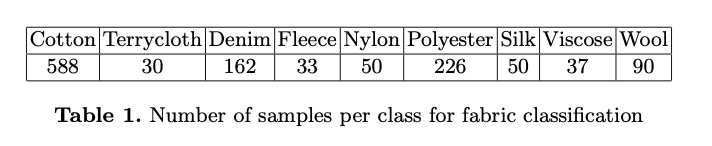 Cotton Terrycloth Denim Fleece Nylon Polyester Silk Viscose Wool
588 30 162 33 50 226 50 37 90
Table 1. Number of samples per class for fabric classification